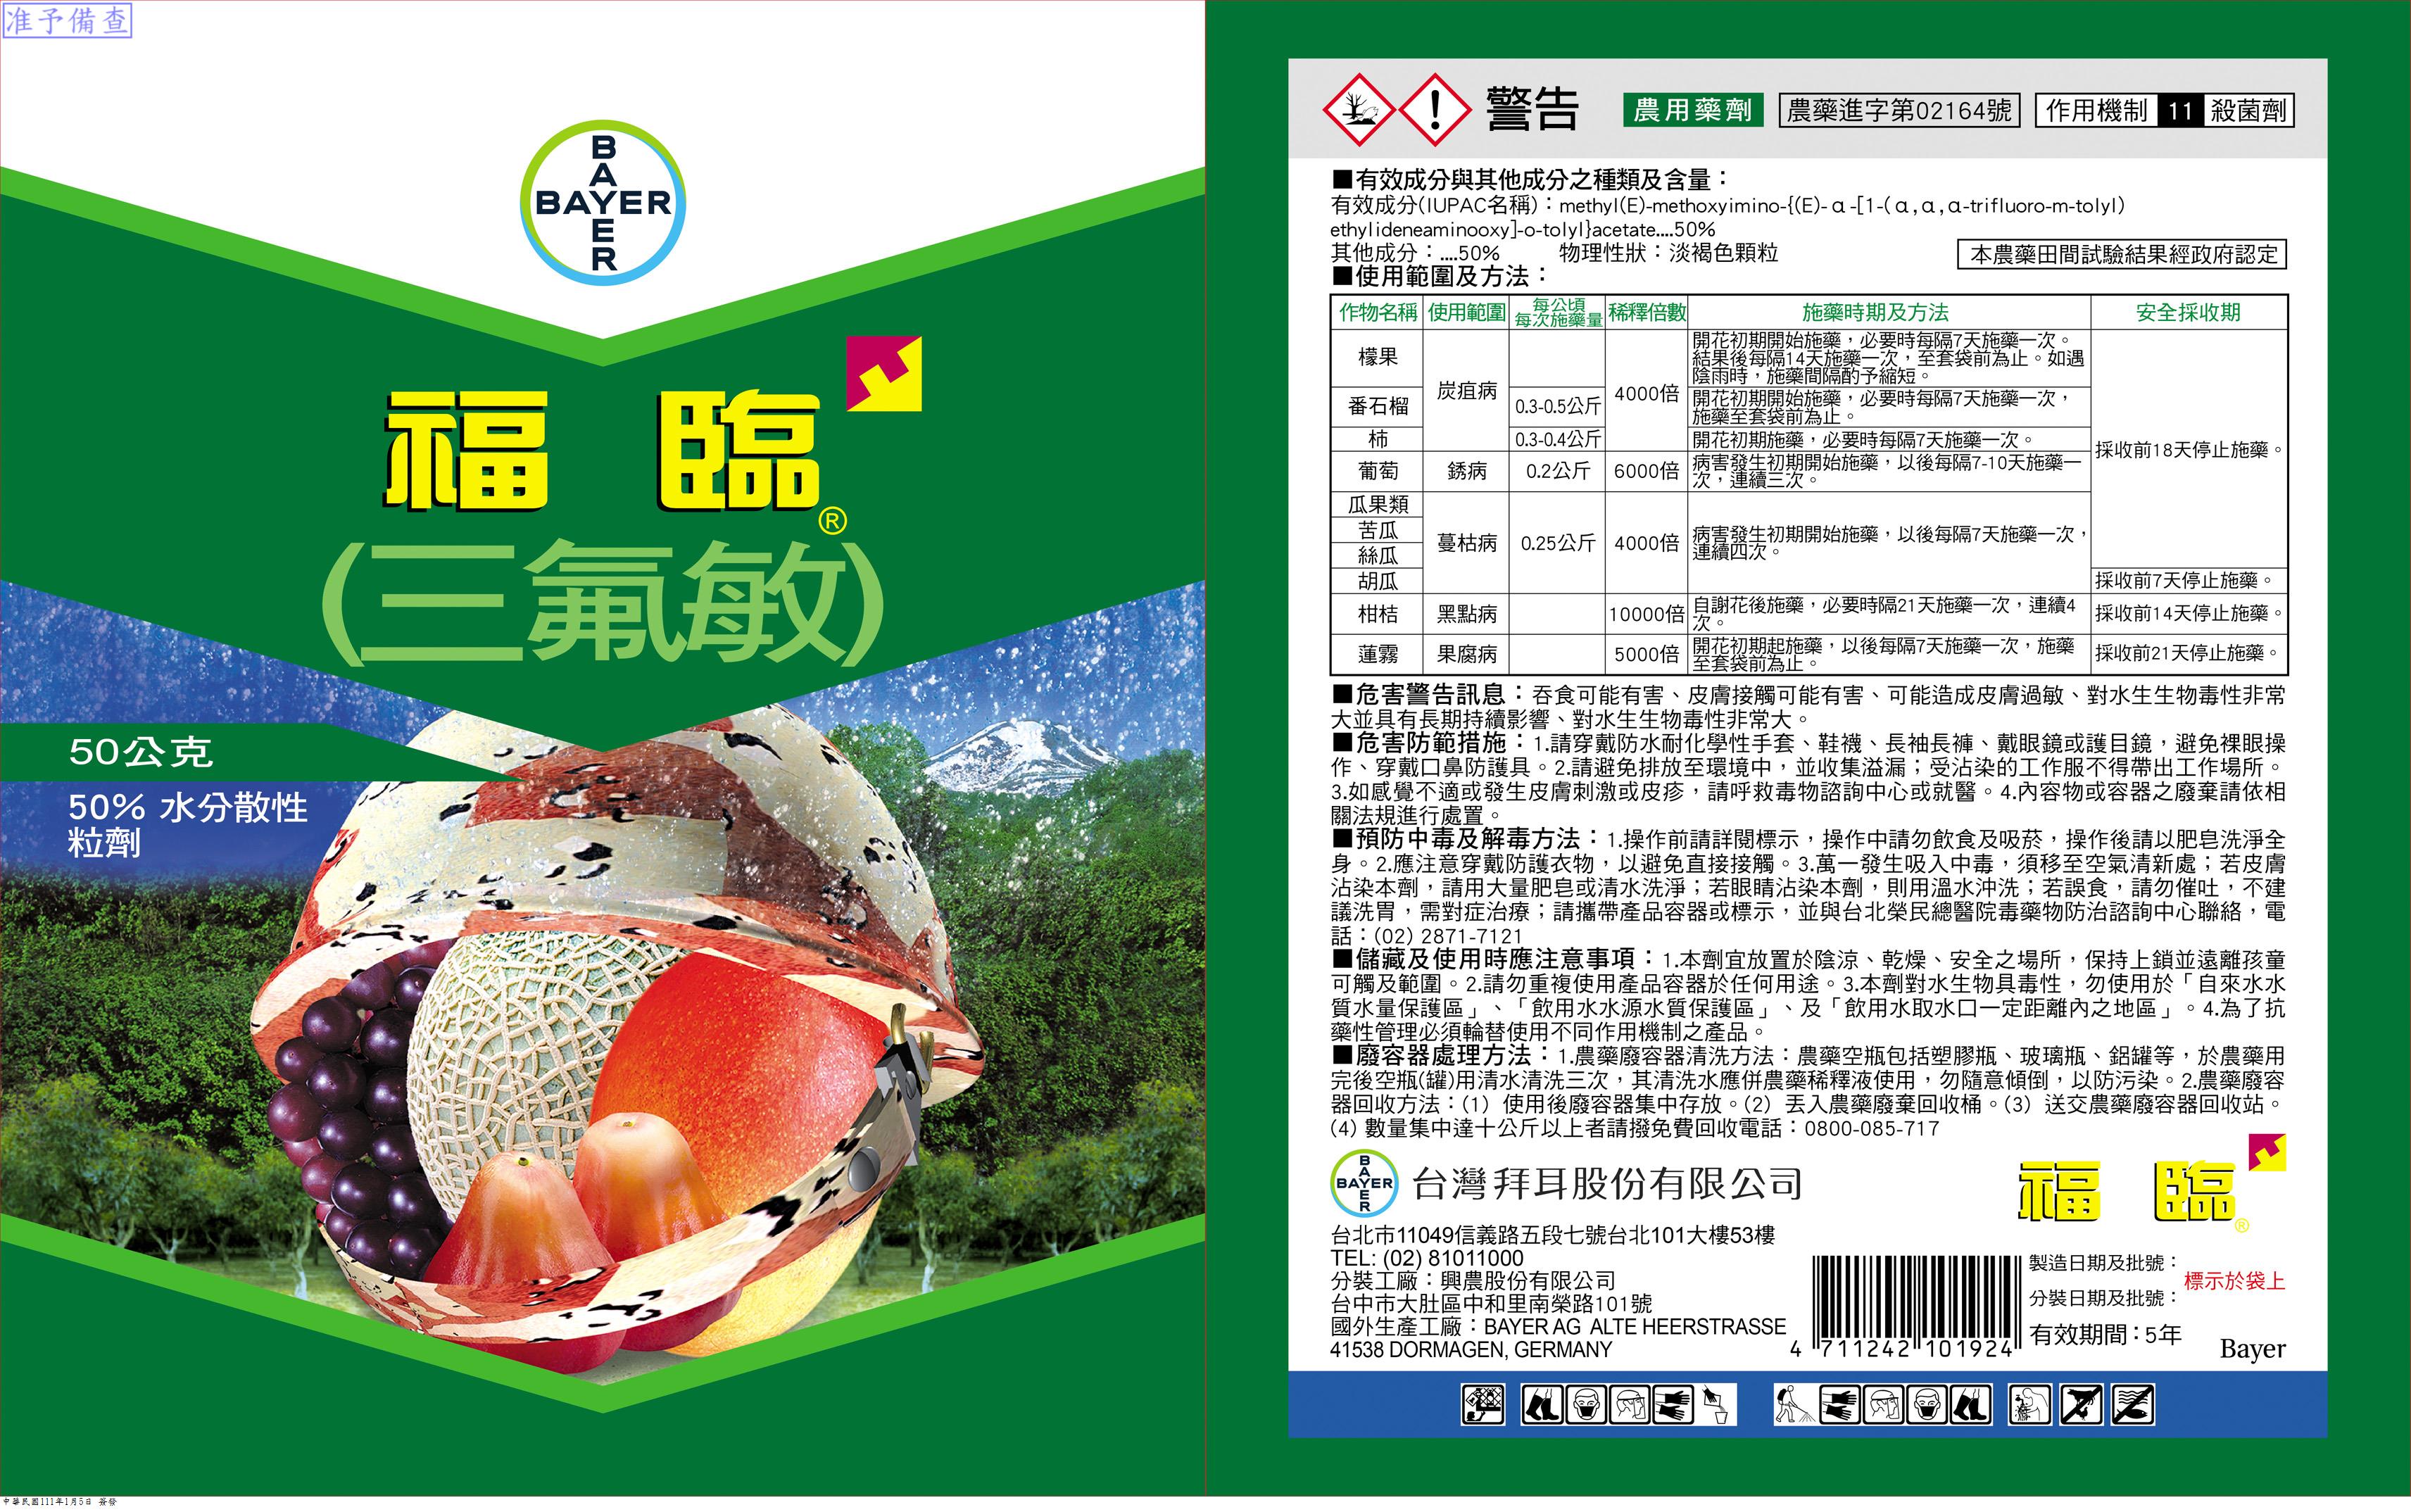 准予備查
BAYER
BAYER
福 臨®
(三氟敏)
50公克
50% 水分散性
粒劑
中華民國111年1月5日 簽發
警告 農用藥劑 農藥進字第02164號 作用機制 11 殺菌劑
■有效成分與其他成分之種類及含量：
有效成分(IUPAC名稱)：methyl(E)-methoxyimino-{(E)-α-[1-(α,α,α-trifluoro-m-tolyl)
ethylideneaminooxy]-o-tolyl}acetate....50%
其他成分：....50% 物理性狀：淡褐色顆粒 本農藥田間試驗結果經政府認定
■使用範圍及方法：
作物名稱 使用範圍 每公頃每次施藥量 稀釋倍數 施藥時期及方法 安全採收期
檬果 炭疽病 4000倍 開花初期開始施藥，必要時每隔7天施藥一次。
結果後每隔14天施藥一次，至套袋前為止。如遇
陰雨時，施藥間隔酌予縮短。
番石榴 0.3-0.5公斤 開花初期開始施藥，必要時每隔7天施藥一次，
施藥至套袋前為止。
柿 0.3-0.4公斤 開花初期施藥，必要時每隔7天施藥一次。
採收前18天停止施藥。
葡萄 銹病 0.2公斤 6000倍 病害發生初期開始施藥，以後每隔7-10天施藥一
次，連續三次。
瓜果類
苦瓜
絲瓜
蔓枯病 0.25公斤 4000倍 病害發生初期開始施藥，以後每隔7天施藥一次，
連續四次。
胡瓜 採收前7天停止施藥。
柑桔 黑點病 10000倍 自謝花後施藥，必要時隔21天施藥一次，連續4
次。 採收前14天停止施藥。
蓮霧 果腐病 5000倍 開花初期起施藥，以後每隔7天施藥一次，施藥
至套袋前為止。 採收前21天停止施藥。
■危害警告訊息：吞食可能有害、皮膚接觸可能有害、可能造成皮膚過敏、對水生生物毒性非常
大並具有長期持續影響、對水生生物毒性非常大。
■危害防範措施：1.請穿戴防水耐化學性手套、鞋襪、長袖長褲、戴眼鏡或護目鏡，避免裸眼操
作、穿戴口鼻防護具。2.請避免排放至環境中，並收集溢漏；受沾染的工作服不得帶出工作場所。
3.如感覺不適或發生皮膚刺激或皮疹，請呼救毒物諮詢中心或就醫。4.內容物或容器之廢棄請依相
關法規進行處置。
■預防中毒及解毒方法：1.操作前請詳閱標示，操作中請勿飲食及吸菸，操作後請以肥皂洗淨全
身。2.應注意穿戴防護衣物，以避免直接接觸。3.萬一發生吸入中毒，須移至空氣清新處；若皮膚
沾染本劑，請用大量肥皂或清水洗淨；若眼睛沾染本劑，則用溫水沖洗；若誤食，請勿催吐，不建
議洗胃，需對症治療；請攜帶產品容器或標示，並與台北榮民總醫院毒藥物防治諮詢中心聯絡，電
話：(02) 2871-7121
■儲藏及使用時應注意事項：1.本劑宜放置於陰涼、乾燥、安全之場所，保持上鎖並遠離孩童
可觸及範圍。2.請勿重複使用產品容器於任何用途。3.本劑對水生物具毒性，勿使用於「自來水水
質水量保護區」、「飲用水水源水質保護區」、及「飲用水取水口一定距離內之地區」。4.為了抗
藥性管理必須輪替使用不同作用機制之產品。
■廢容器處理方法：1.農藥廢容器清洗方法：農藥空瓶包括塑膠瓶、玻璃瓶、鋁罐等，於農藥用
完後空瓶(罐)用清水清洗三次，其清洗水應併農藥稀釋液使用，勿隨意傾倒，以防污染。2.農藥廢容
器回收方法：(1) 使用後廢容器集中存放。(2) 丟入農藥廢棄回收桶。(3) 送交農藥廢容器回收站。
(4) 數量集中達十公斤以上者請撥免費回收電話：0800-085-717
BAYER
BAYER
台灣拜耳股份有限公司
福 臨®
台北市11049信義路五段七號台北101大樓53樓
TEL: (02) 81011000
分裝工廠：興農股份有限公司
台中市大肚區中和里南榮路101號
國外生產工廠：BAYER AG ALTE HEERSTRASSE
41538 DORMAGEN, GERMANY
4 711242 101924
製造日期及批號：
標示於袋上
分裝日期及批號：
有效期間：5年
Bayer